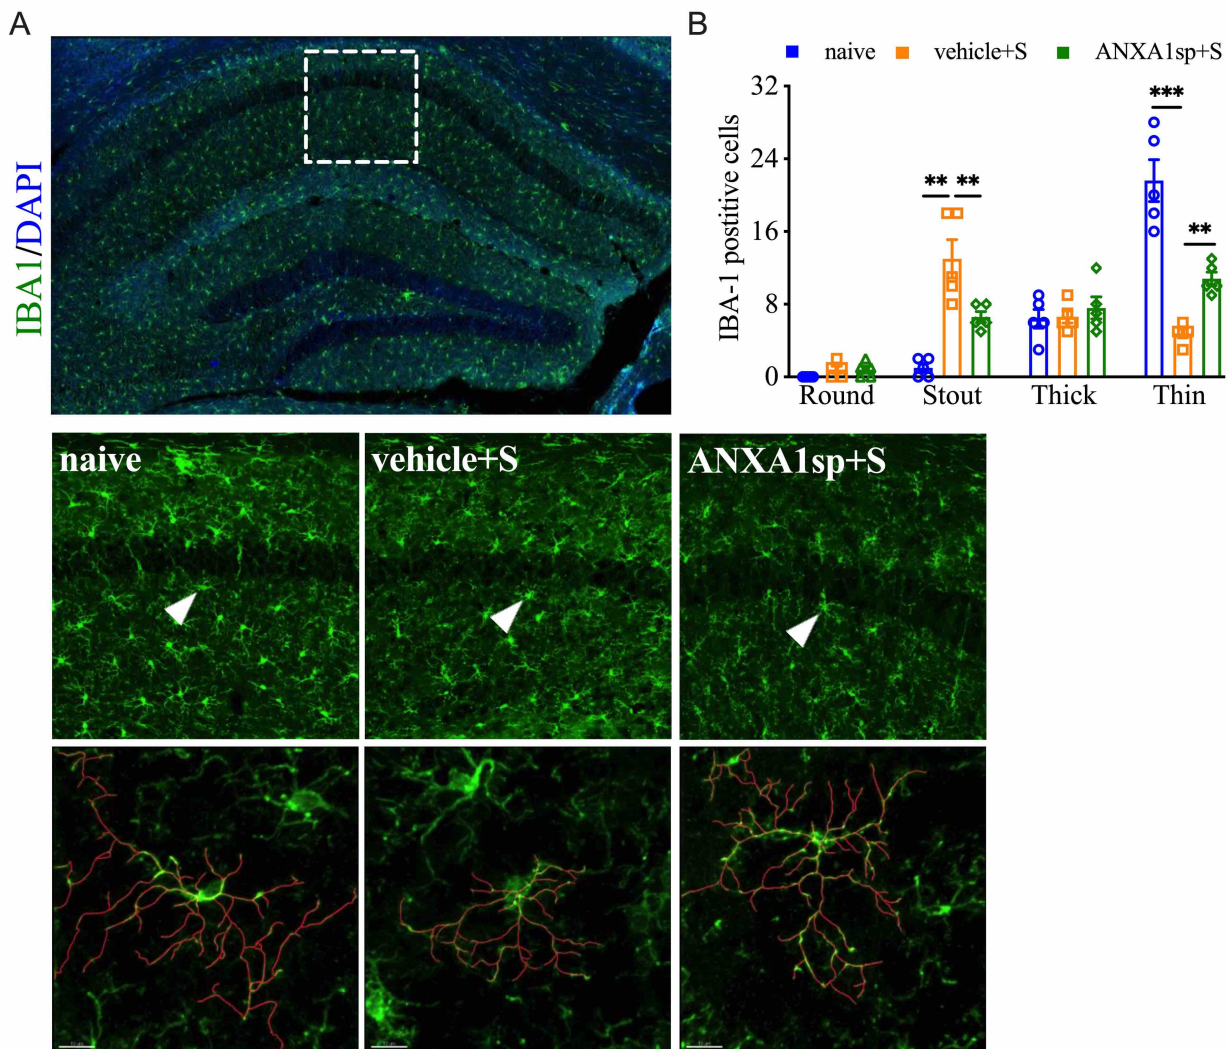 A
IBA1/DAPI
naive
vehicle+S
ANXA1sp+S
B
naive
vehicle+S
ANXA1sp+S
IBA-1 postitive cells
32
24
16
8
0
***
**
**
**
Round
Stout
Thick
Thin